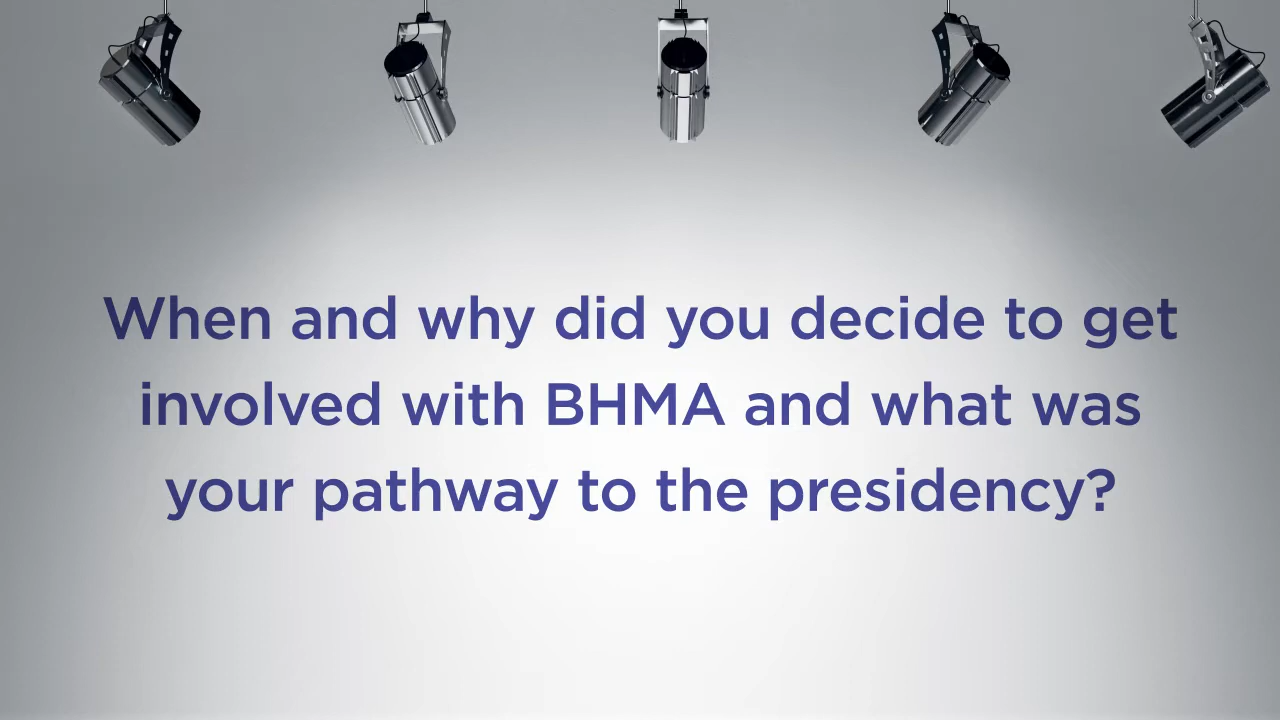 When and why did you decide to get
involved with BHMA and what was
your pathway to the presidency?